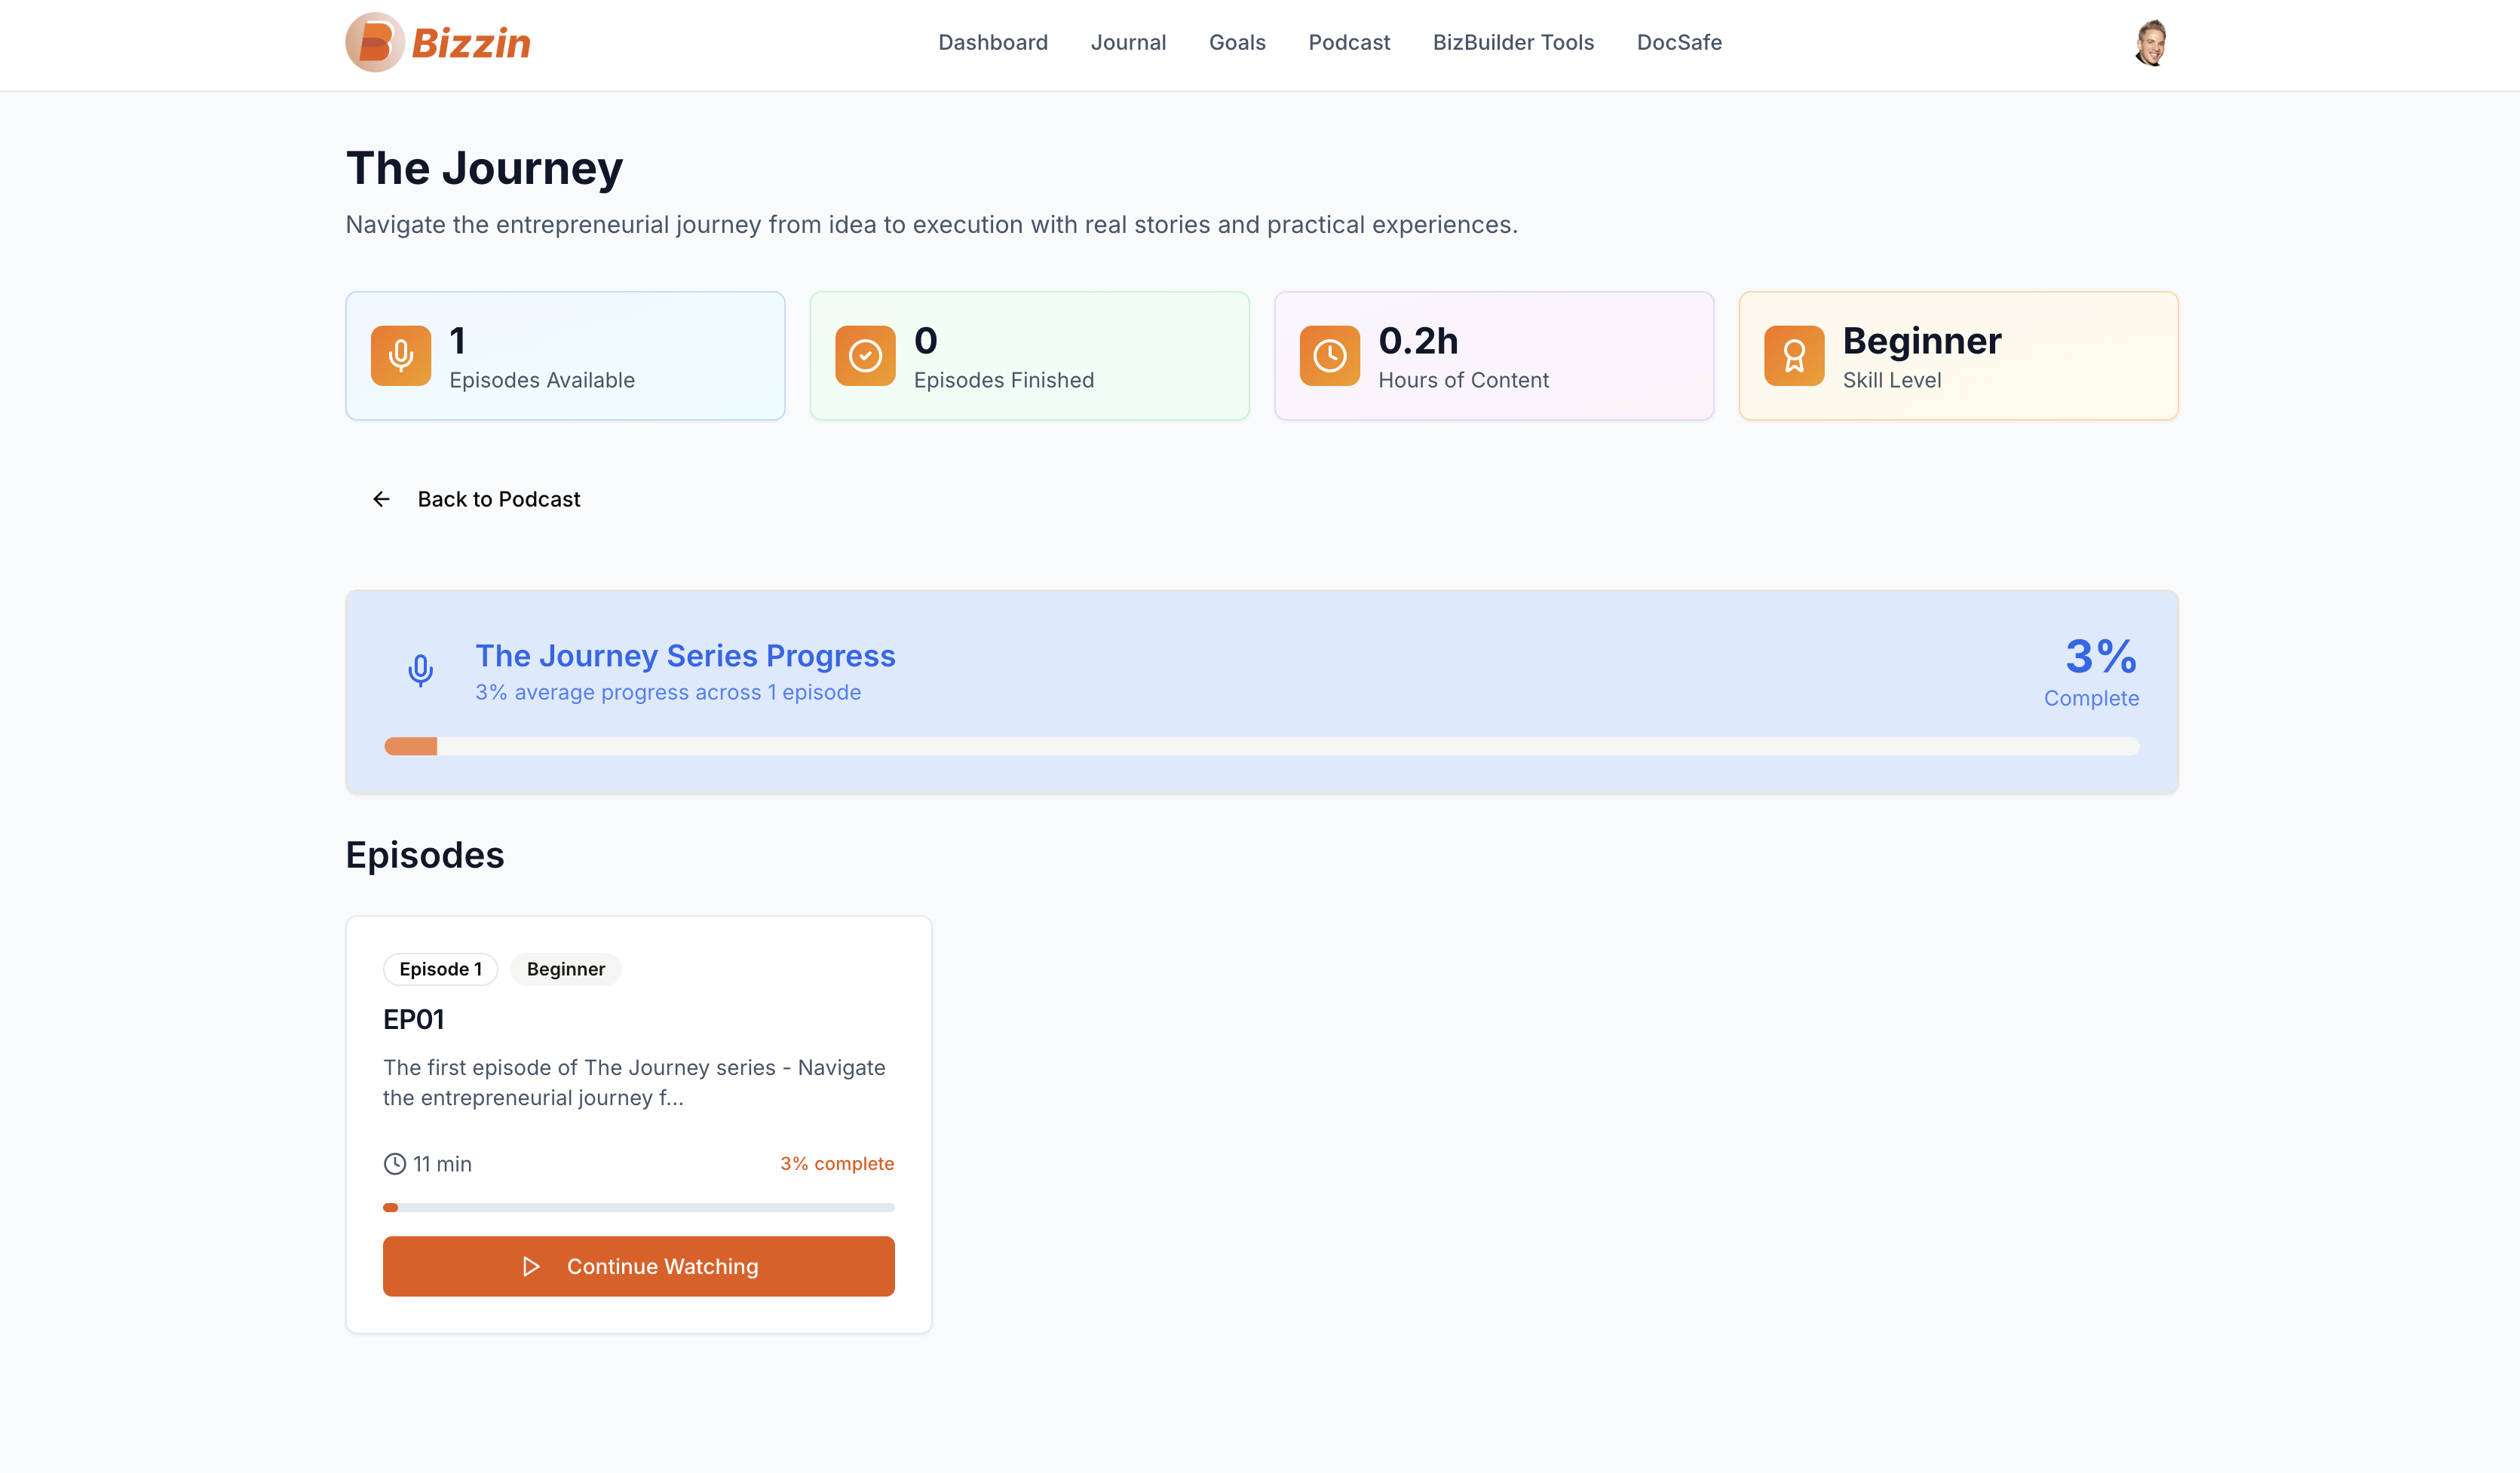 Bizzin
Dashboard
Journal
Goals
Podcast
BizBuilder Tools
DocSafe
The Journey
Navigate the entrepreneurial journey from idea to execution with real stories and practical experiences.
1
Episodes Available
0
Episodes Finished
0.2h
Hours of Content
Beginner
Skill Level
Back to Podcast
The Journey Series Progress
3% average progress across 1 episode
3%
Complete
Episodes
Episode 1
Beginner
EP01
The first episode of The Journey series - Navigate
the entrepreneurial journey f...
11 min
3% complete
Continue Watching